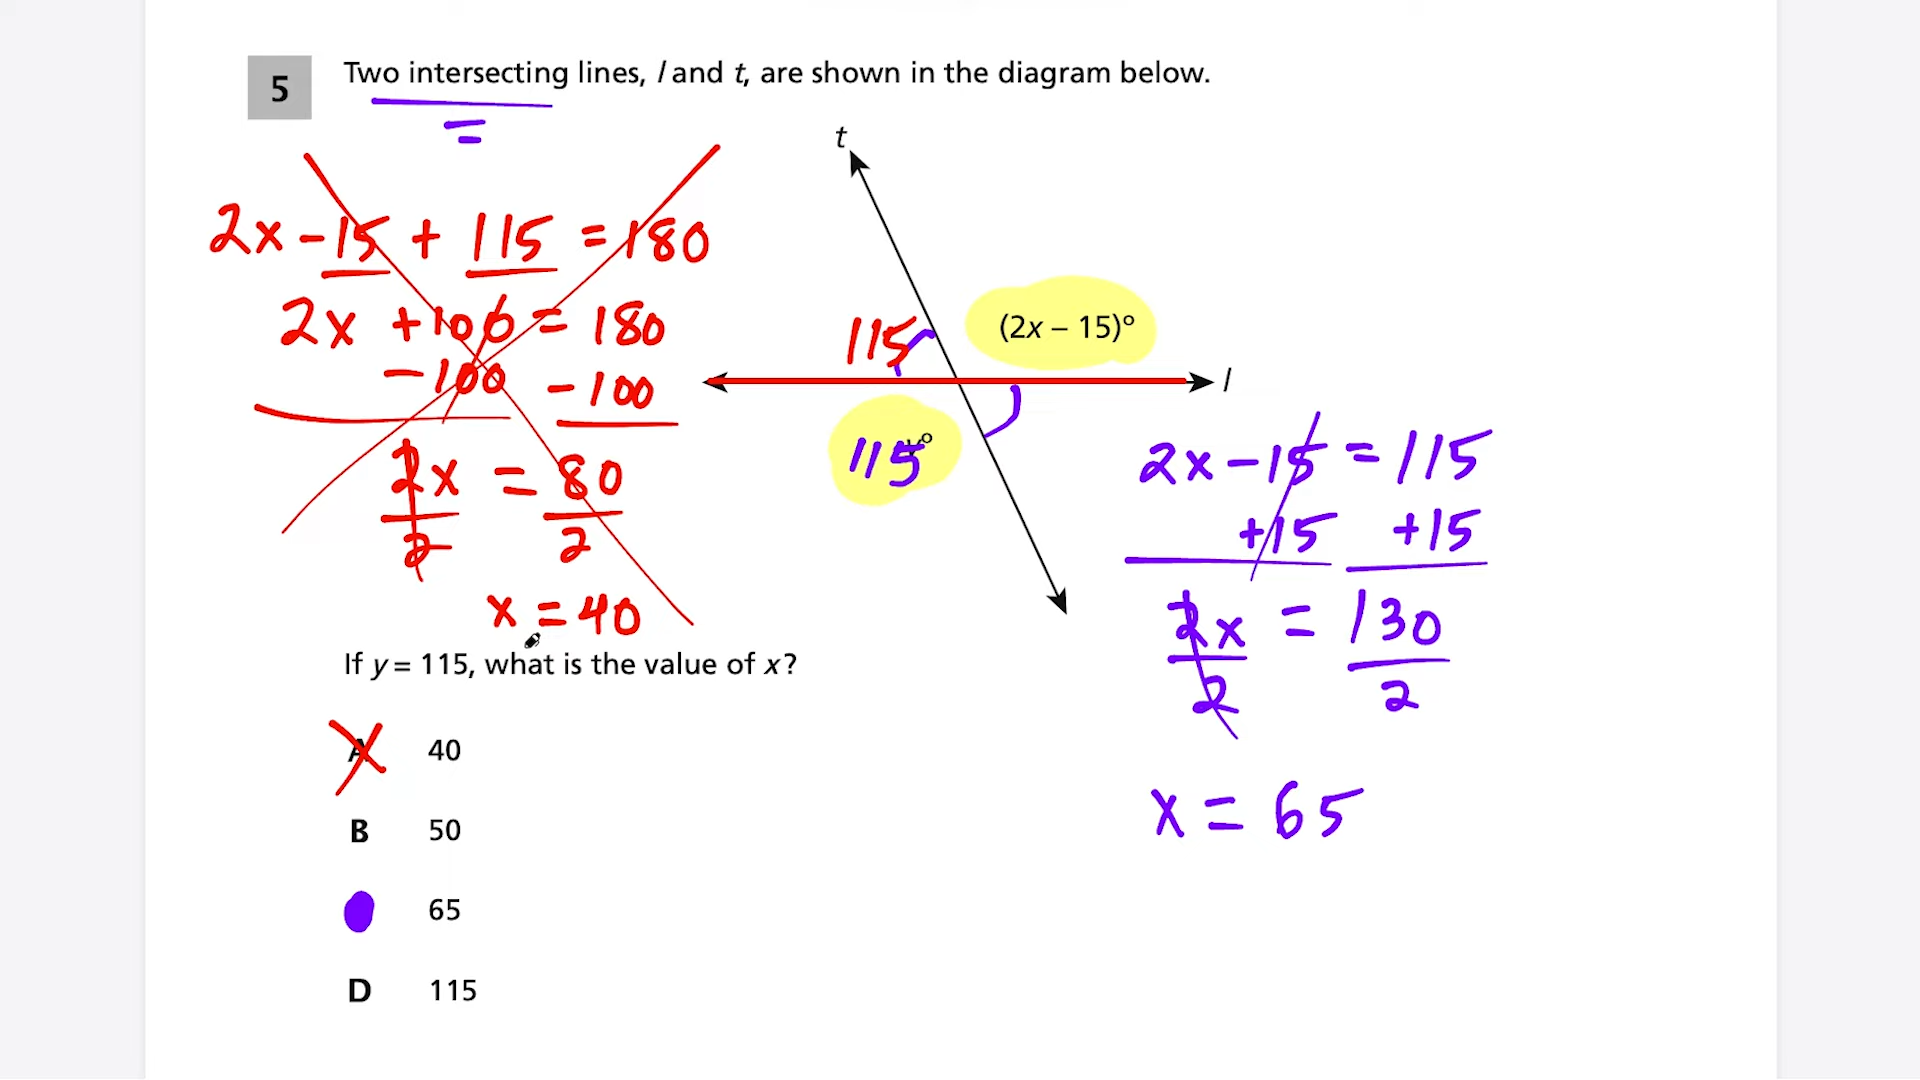 5
Two intersecting lines, l and t, are shown in the diagram below.
=
t
2x - 15 + 115 = 180
2x + 100 = 180
- 100 - 100
2x = 80
2 2
x = 40
115
(2x – 15)°
l
115°
2x - 15 = 115
+15 +15
2x = 130
2 2
x = 65
If y = 115, what is the value of x?
A 40
B 50
65
D 115